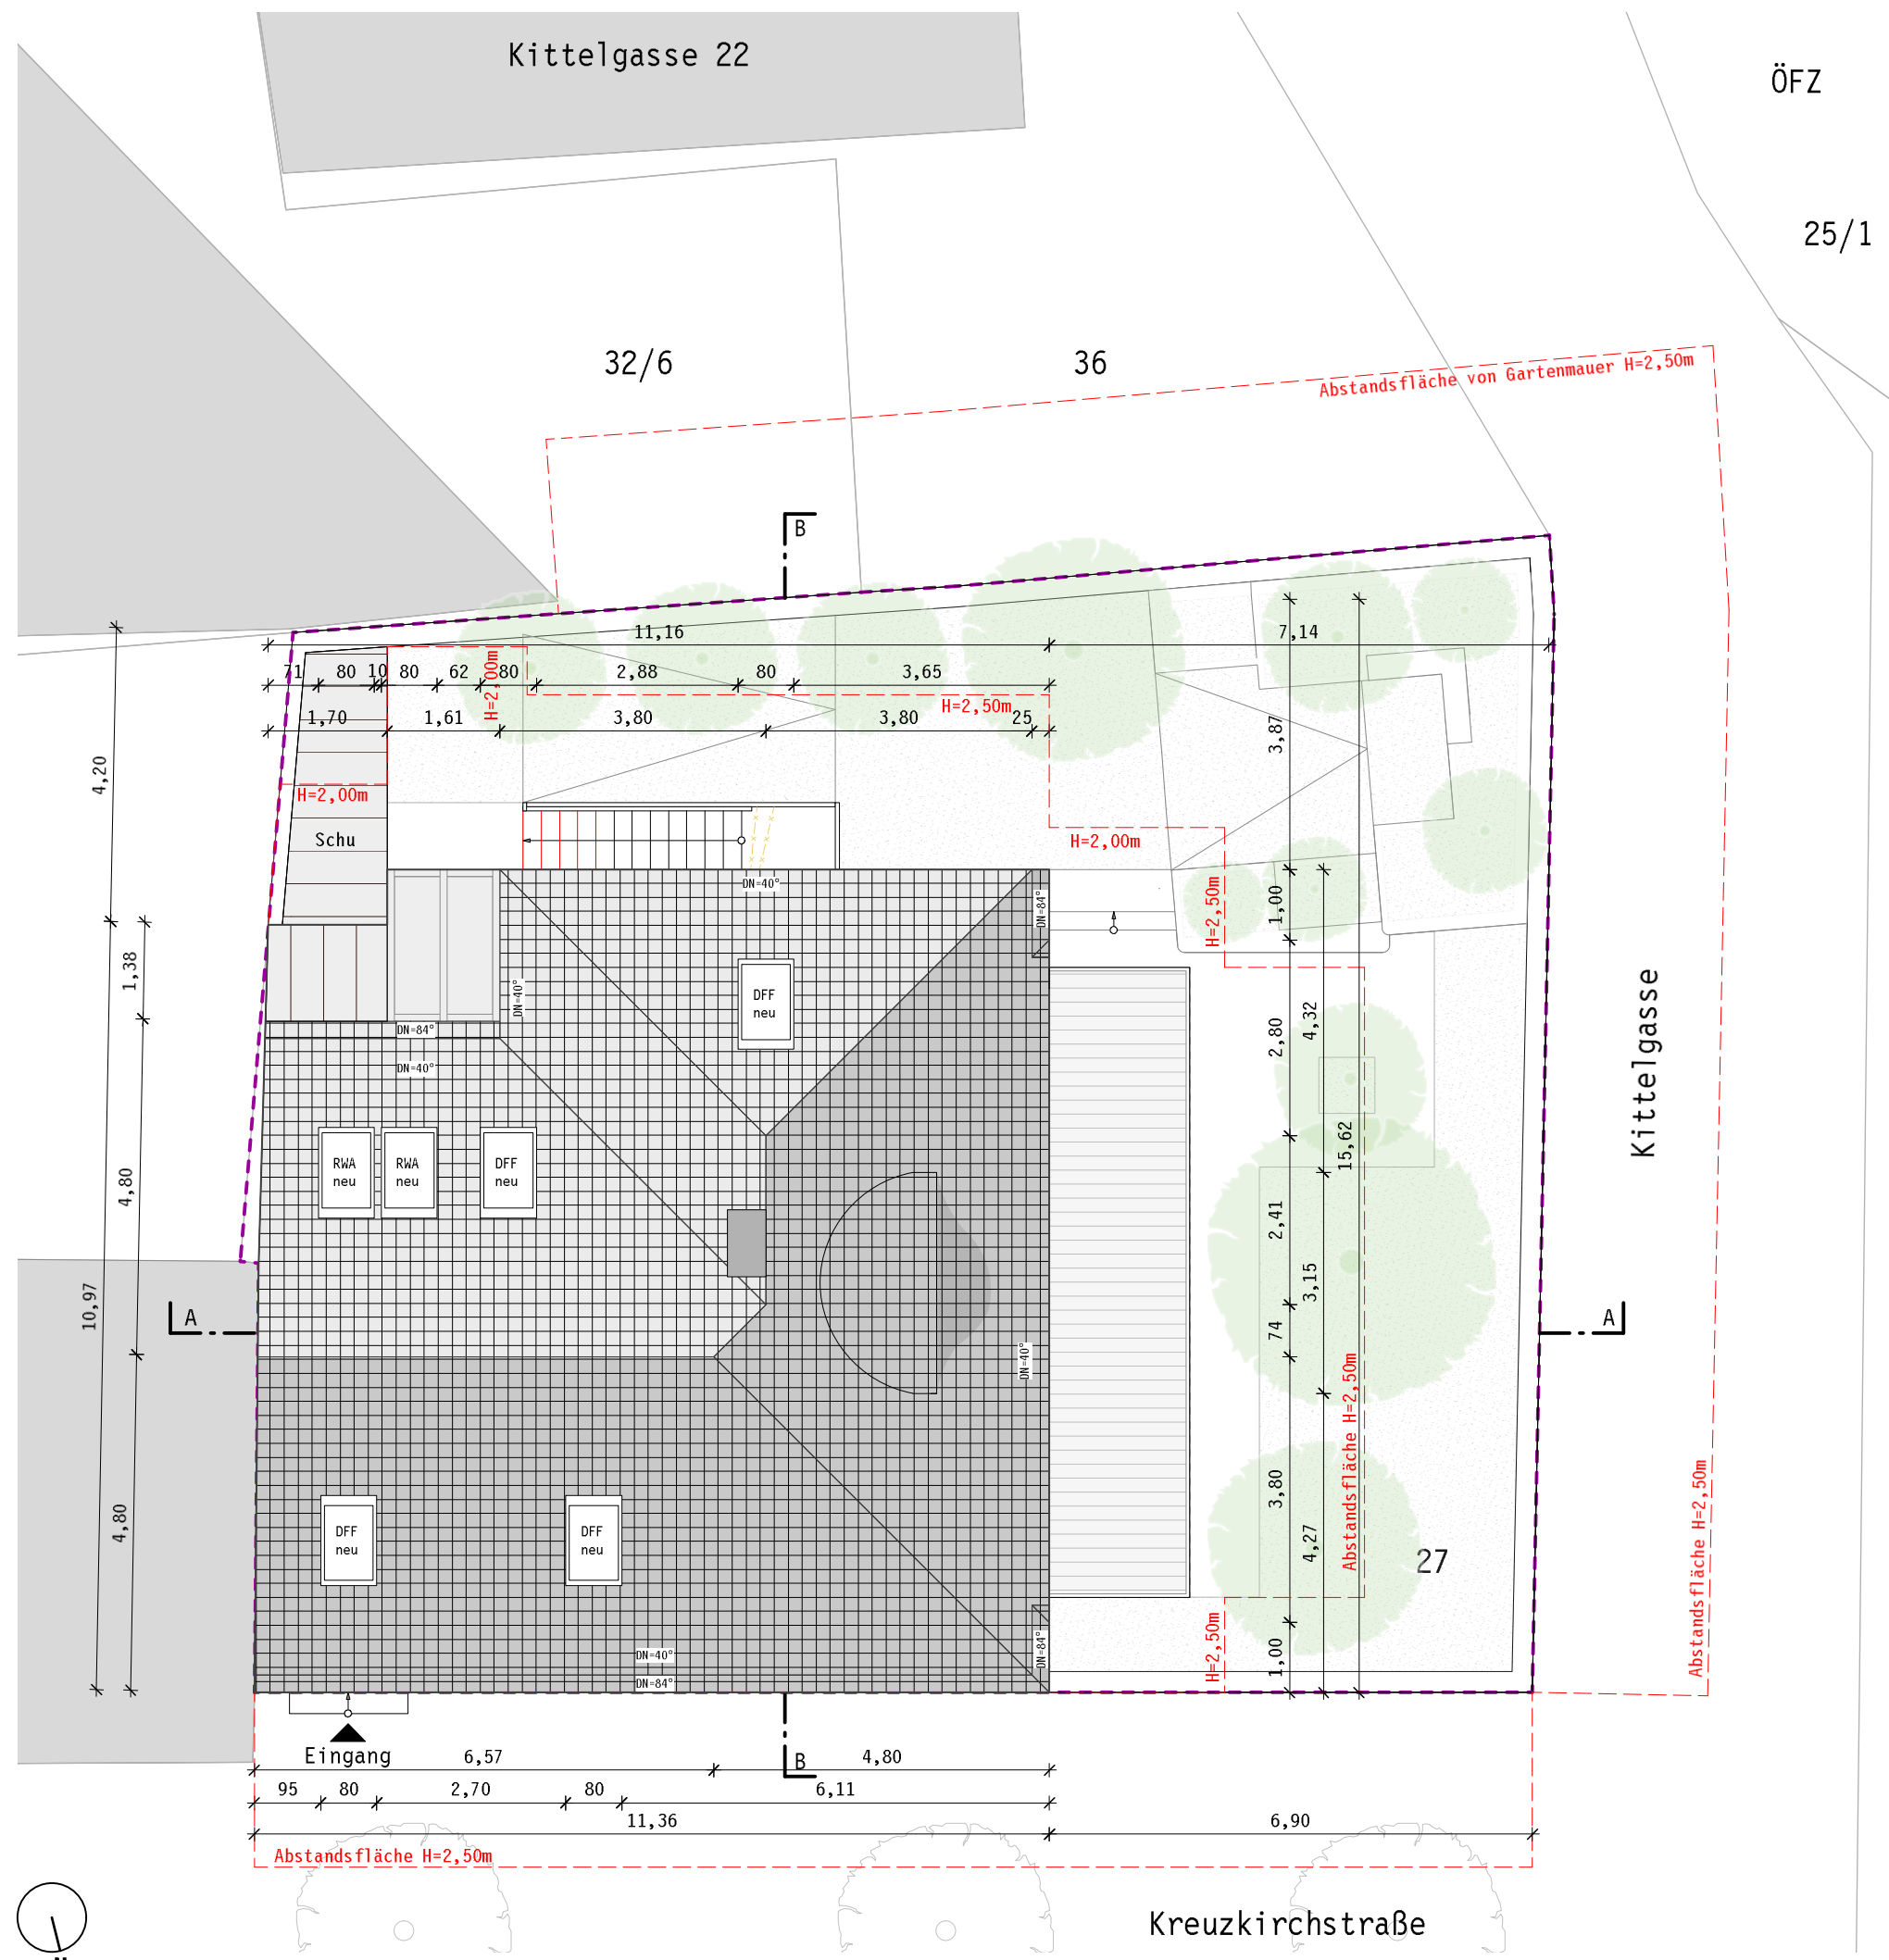 Kittelgasse 22
ÖFZ
25/1
32/6
36
Abstandsfläche von Gartenmauer H=2,50m
B
11,16
7,14
71
80
10
80
62
80
2,88
80
3,65
H=2,00m
H=2,50m
1,70
1,61
3,80
3,80
25
3,87
4,20
H=2,00m
Schu
H=2,00m
DN=40°
DN=84°
H=2,50m
1,00
1,38
DN=40°
DFF
neu
DN=84°
DN=40°
2,80
4,32
Kittelgasse
15,62
RWA
neu
RWA
neu
DFF
neu
4,80
2,41
3,15
10,97
A
A
74
DN=40°
Abstandsfläche H=2,50m
4,80
3,80
4,27
DFF
neu
DFF
neu
27
Abstandsfläche H=2,50m
DN=40°
DN=84°
DN=84°
H=2,50m
1,00
Eingang
6,57
B
4,80
95
80
2,70
80
6,11
11,36
6,90
Abstandsfläche H=2,50m
Kreuzkirchstraße